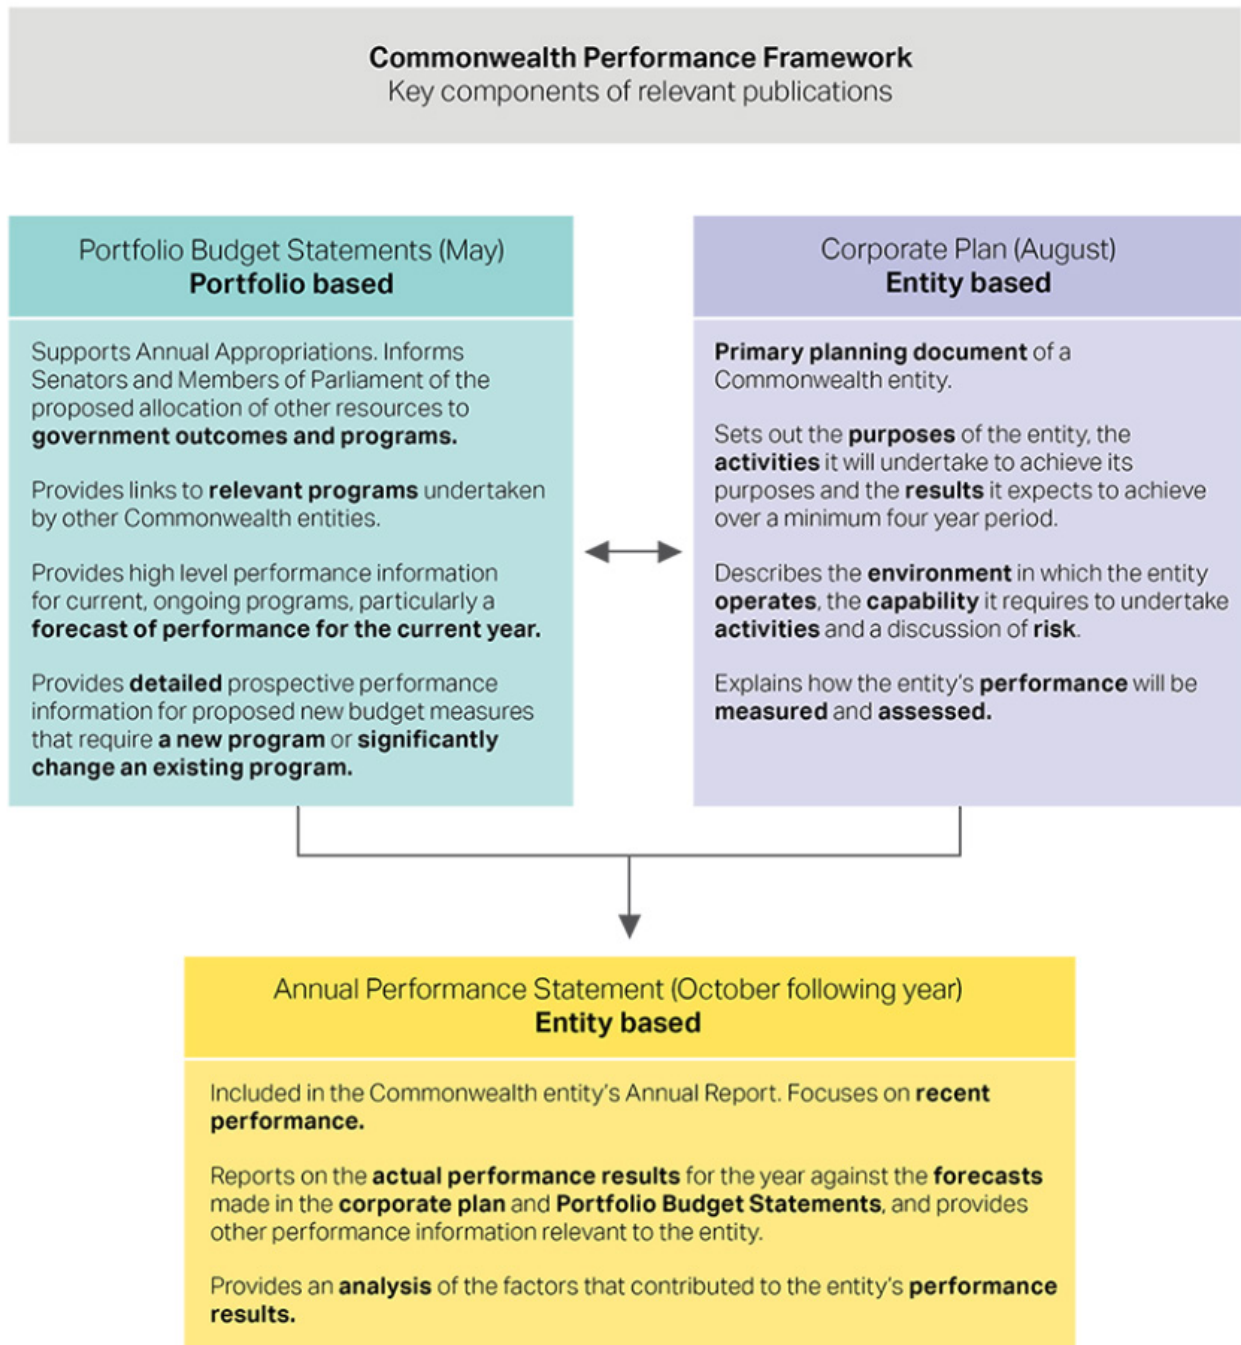 Commonwealth Performance Framework
Key components of relevant publications
Portfolio Budget Statements (May)
Portfolio based
Supports Annual Appropriations. Informs
Senators and Members of Parliament of the
proposed allocation of other resources to
government outcomes and programs.
Provides links to relevant programs undertaken
by other Commonwealth entities.
Provides high level performance information
for current, ongoing programs, particularly a
forecast of performance for the current year.
Provides detailed prospective performance
information for proposed new budget measures
that require a new program or significantly
change an existing program.
Corporate Plan (August)
Entity based
Primary planning document of a
Commonwealth entity.
Sets out the purposes of the entity, the
activities it will undertake to achieve its
purposes and the results it expects to achieve
over a minimum four year period.
Describes the environment in which the entity
operates, the capability it requires to undertake
activities and a discussion of risk.
Explains how the entity's performance will be
measured and assessed.
Annual Performance Statement (October following year)
Entity based
Included in the Commonwealth entity's Annual Report. Focuses on recent
performance.
Reports on the actual performance results for the year against the forecasts
made in the corporate plan and Portfolio Budget Statements, and provides
other performance information relevant to the entity.
Provides an analysis of the factors that contributed to the entity's performance
results.